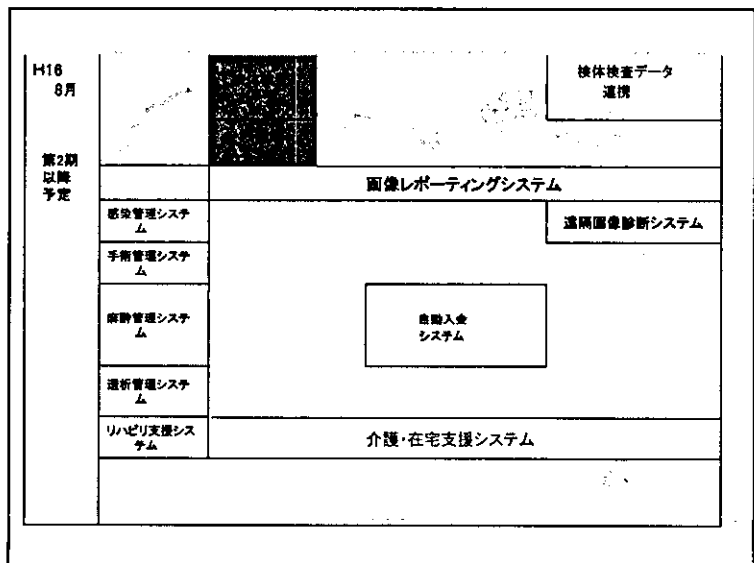 H16
8月
検体検査データ
連携
第2期
以降
予定
画像レポーティングシステム
感染管理システ
ム
遠隔画像診断システム
手術管理システ
ム
麻酔管理システ
ム
自動入金
システム
透析管理システ
ム
リハビリ支援シス
テム
介護・在宅支援システム